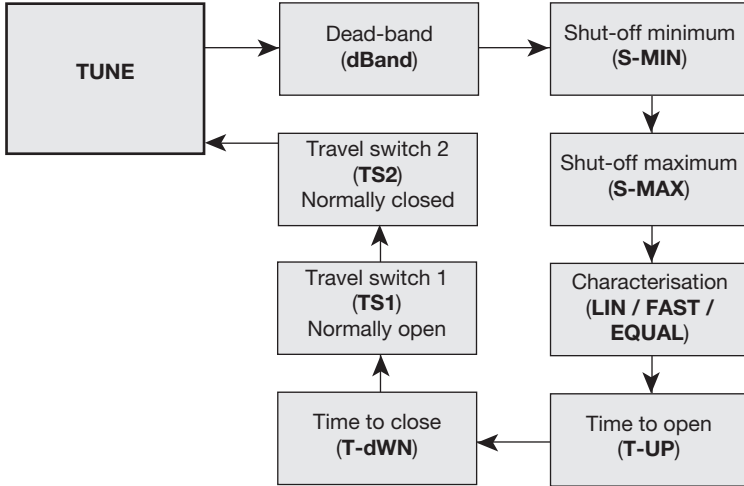 TUNE
Dead-band
(dBand)
Shut-off minimum
(S-MIN)
Shut-off maximum
(S-MAX)
Characterisation
(LIN / FAST /
EQUAL)
Time to open
(T-UP)
Time to close
(T-dWN)
Travel switch 1
(TS1)
Normally open
Travel switch 2
(TS2)
Normally closed